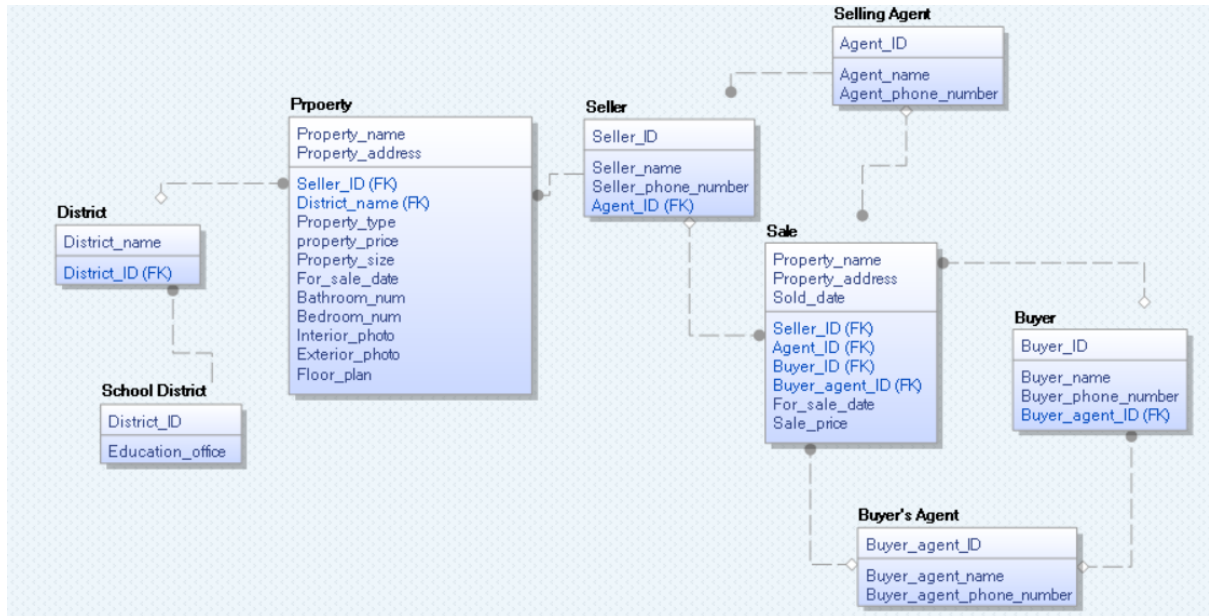 Selling Agent
Agent_ID
Agent_name
Agent_phone_number
Prpoerty
Property_name
Property_address
Seller_ID (FK)
District_name (FK)
Property_type
property_price
Property_size
For_sale_date
Bathroom_num
Bedroom_num
Interior_photo
Exterior_photo
Floor_plan
Seller
Seller_ID
Seller_name
Seller_phone_number
Agent_ID (FK)
District
District_name
District_ID (FK)
School District
District_ID
Education_office
Sale
Property_name
Property_address
Sold_date
Seller_ID (FK)
Agent_ID (FK)
Buyer_ID (FK)
Buyer_agent_ID (FK)
For_sale_date
Sale_price
Buyer
Buyer_ID
Buyer_name
Buyer_phone_number
Buyer_agent_ID (FK)
Buyer's Agent
Buyer_agent_ID
Buyer_agent_name
Buyer_agent_phone_number